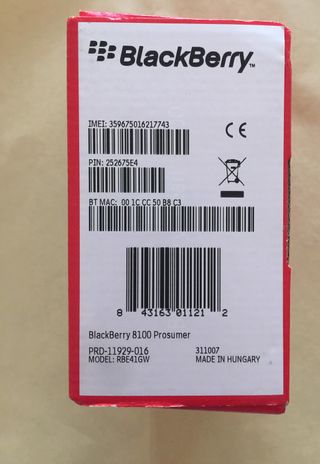 BlackBerry™
IMEI: 359675016217743
CE
PIN: 252675E4
BT MAC: 00 1C CC 50 B8 C3
8 43163 01121 2
BlackBerry 8100 Prosumer
PRD-11929-016 311007
MODEL: RBE41GW MADE IN HUNGARY